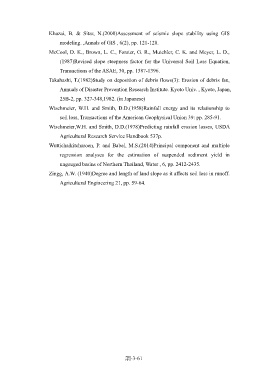 Khazai, B. & Sitar, N.(2000)Assessment of seismic slope stability using GIS
modeling. ,Annals of GIS , 6(2), pp. 121-128.
McCool, D. K., Brown, L. C., Foster, G. R., Mutchler, C. K. and Meyer, L. D.,
(1987)Revised slope steepness factor for the Universal Soil Loss Equation,
Transactions of the ASAE, 30, pp. 1387-1396.
Takahashi, T.(1982)Study on deposition of debris flows(3): Erosion of debris fan,
Annuals of Disaster Prevention Research Institute. Kyoto Univ. , Kyoto, Japan,
25B-2, pp. 327-348,1982. (in Japanese)
Wischmeier, W.H. and Smith, D.D.(1958)Rainfall energy and its relationship to
soil loss, Transactions of the American Geophysical Union 39: pp. 285-91.
Wischmeier,W.H. and Smith, D.D.(1978)Predicting rainfall erosion losses, USDA
Agricultural Research Service Handbook 537p.
Wuttichaikitcharoen, P. and Babel, M.S.(2014)Principal component and multiple
regression analyses for the estimation of suspended sediment yield in
ungauged basins of Northern Thailand, Water , 6, pp. 2412-2435.
Zingg, A.W. (1940)Degree and length of land slope as it affects soil loss in runoff.
Agricultural Engineering 21, pp. 59-64.